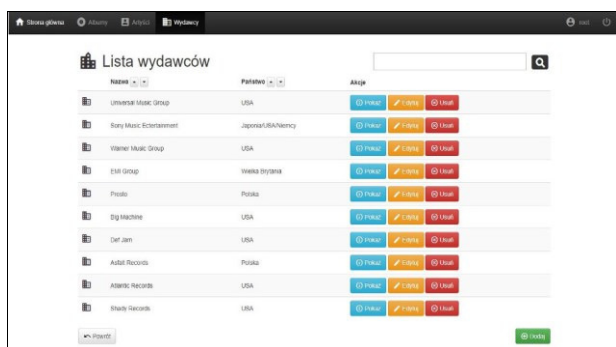 Strona główna Albumy Artyści Wydawcy
Lista wydawców
Nazwa Państwo Akcje
Universal Music Group USA Pokaż Edytuj Usuń
Sony Music Entertainment Japonia/USA/Niemcy Pokaż Edytuj Usuń
Warner Music Group USA Pokaż Edytuj Usuń
EMI Group Wielka Brytania Pokaż Edytuj Usuń
Polska Pokaż Edytuj Usuń
Big Machine USA Pokaż Edytuj Usuń
Def Jam USA Pokaż Edytuj Usuń
Asfalt Records Polska Pokaż Edytuj Usuń
Atlantic Records USA Pokaż Edytuj Usuń
Shady Records USA Pokaż Edytuj Usuń
Powrót Dodaj